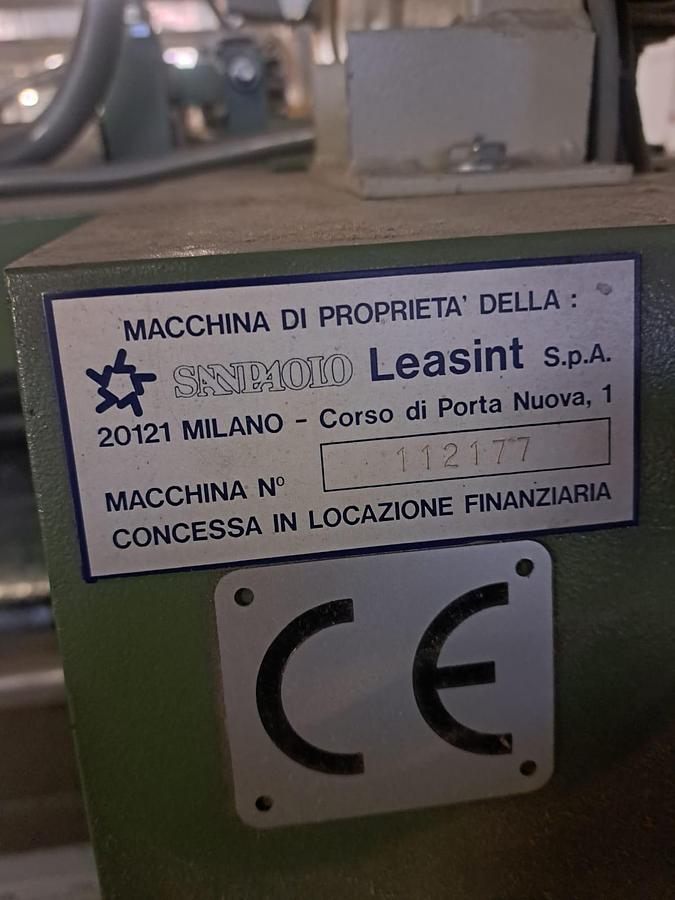 MACCHINA DI PROPRIETA' DELLA :
SANPAOLO Leasint S.p.A.
20121 MILANO - Corso di Porta Nuova, 1
MACCHINA Nº 112177
CONCESSA IN LOCAZIONE FINANZIARIA
CE